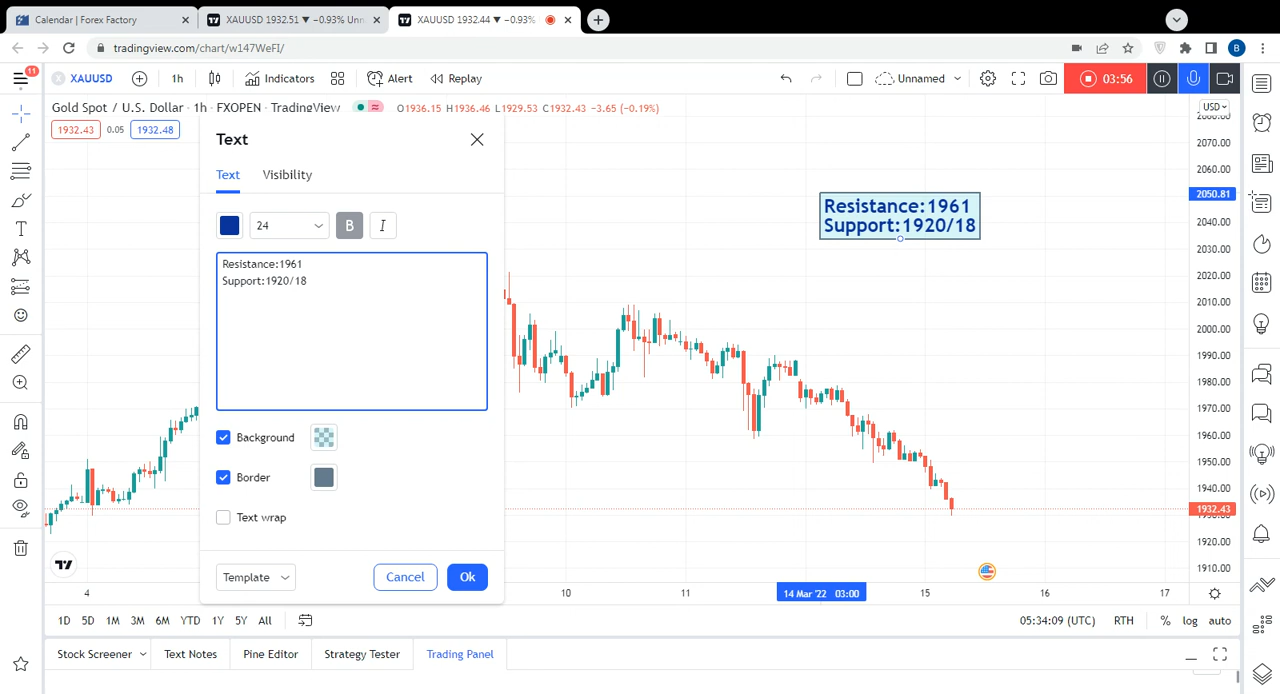 Calendar | Forex Factory
XAUUSD 1932.51 ▼ −0.93% Unn
XAUUSD 1932.44 ▼ −0.93%
tradingview.com/chart/w147WeFI/
B
11
XAUUSD
1h
Indicators
Alert
Replay
Unnamed
03:56
Gold Spot / U.S. Dollar · 1h · FXOPEN · TradingView
O1936.15 H1936.46 L1929.53 C1932.43 −3.65 (−0.19%)
USD
1932.43
0.05
1932.48
Text
Text
Visibility
24
B
I
Resistance:1961
Support:1920/18
Background
Border
Text wrap
Template
Cancel
Ok
Resistance:1961
Support:1920/18
2080.00
2070.00
2060.00
2050.81
2040.00
2030.00
2020.00
2010.00
2000.00
1990.00
1980.00
1970.00
1960.00
1950.00
1940.00
1932.43
1920.00
1910.00
4
10
11
14 Mar '22 03:00
15
16
17
1D
5D
1M
3M
6M
YTD
1Y
5Y
All
05:34:09 (UTC)
RTH
%
log
auto
Stock Screener
Text Notes
Pine Editor
Strategy Tester
Trading Panel